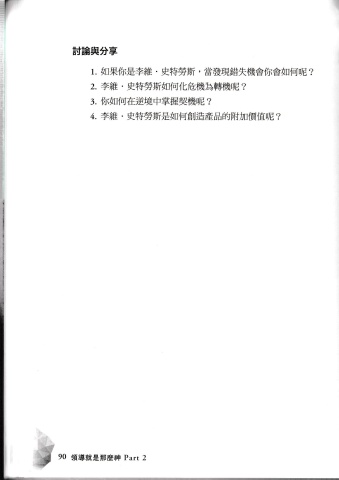 討論與分享
1. 如果你是李維．史特勞斯，當發現錯失機會你會如何呢？
2. 李維．史特勞斯如何化危機為轉機呢？
3. 你如何在逆境中掌握契機呢？
4. 李維．史特勞斯是如何創造產品的附加價值呢？
90 領導就是那麼神 Part 2